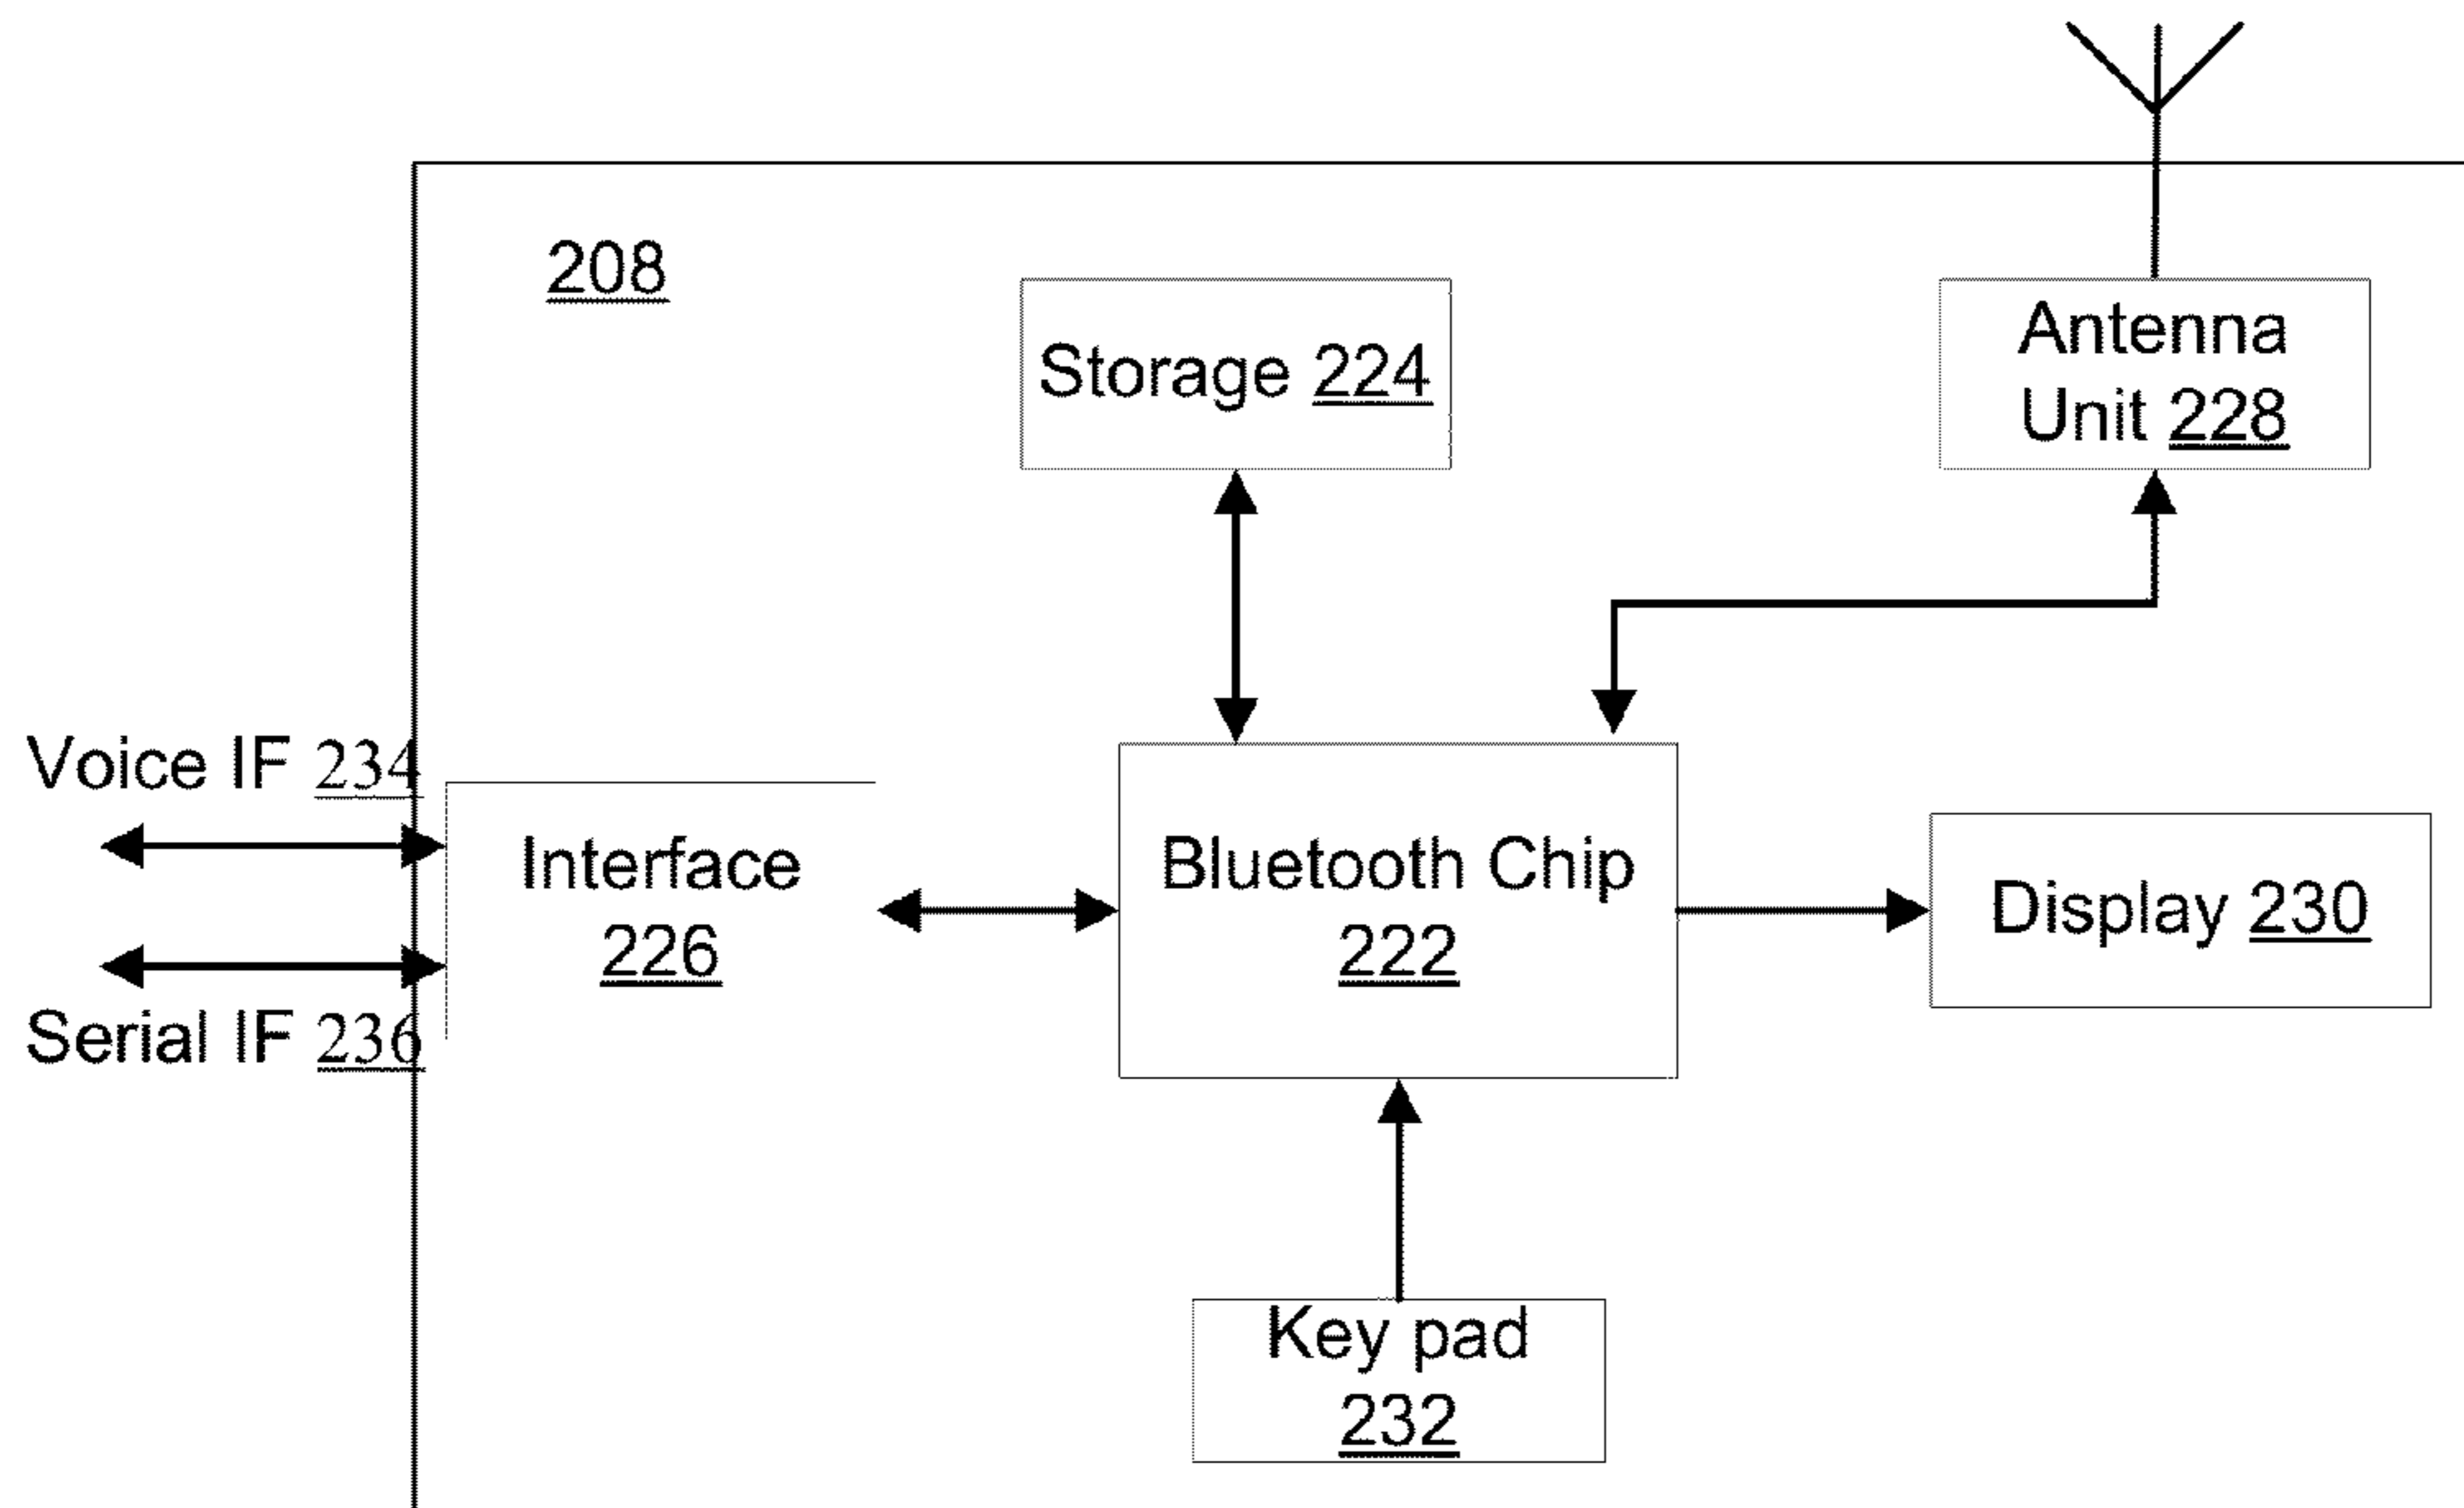 208
Storage 224
Antenna
Unit 228
Voice IF 234
Interface
226
Serial IF 236
Bluetooth Chip
222
Display 230
Key pad
232